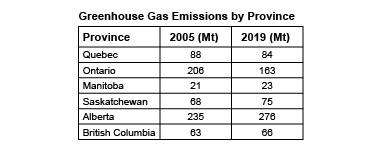 Greenhouse Gas Emissions by Province
Province 2005 (Mt) 2019 (Mt)
Quebec 88 84
Ontario 206 163
Manitoba 21 23
Saskatchewan 68 75
Alberta 235 276
British Columbia 63 66